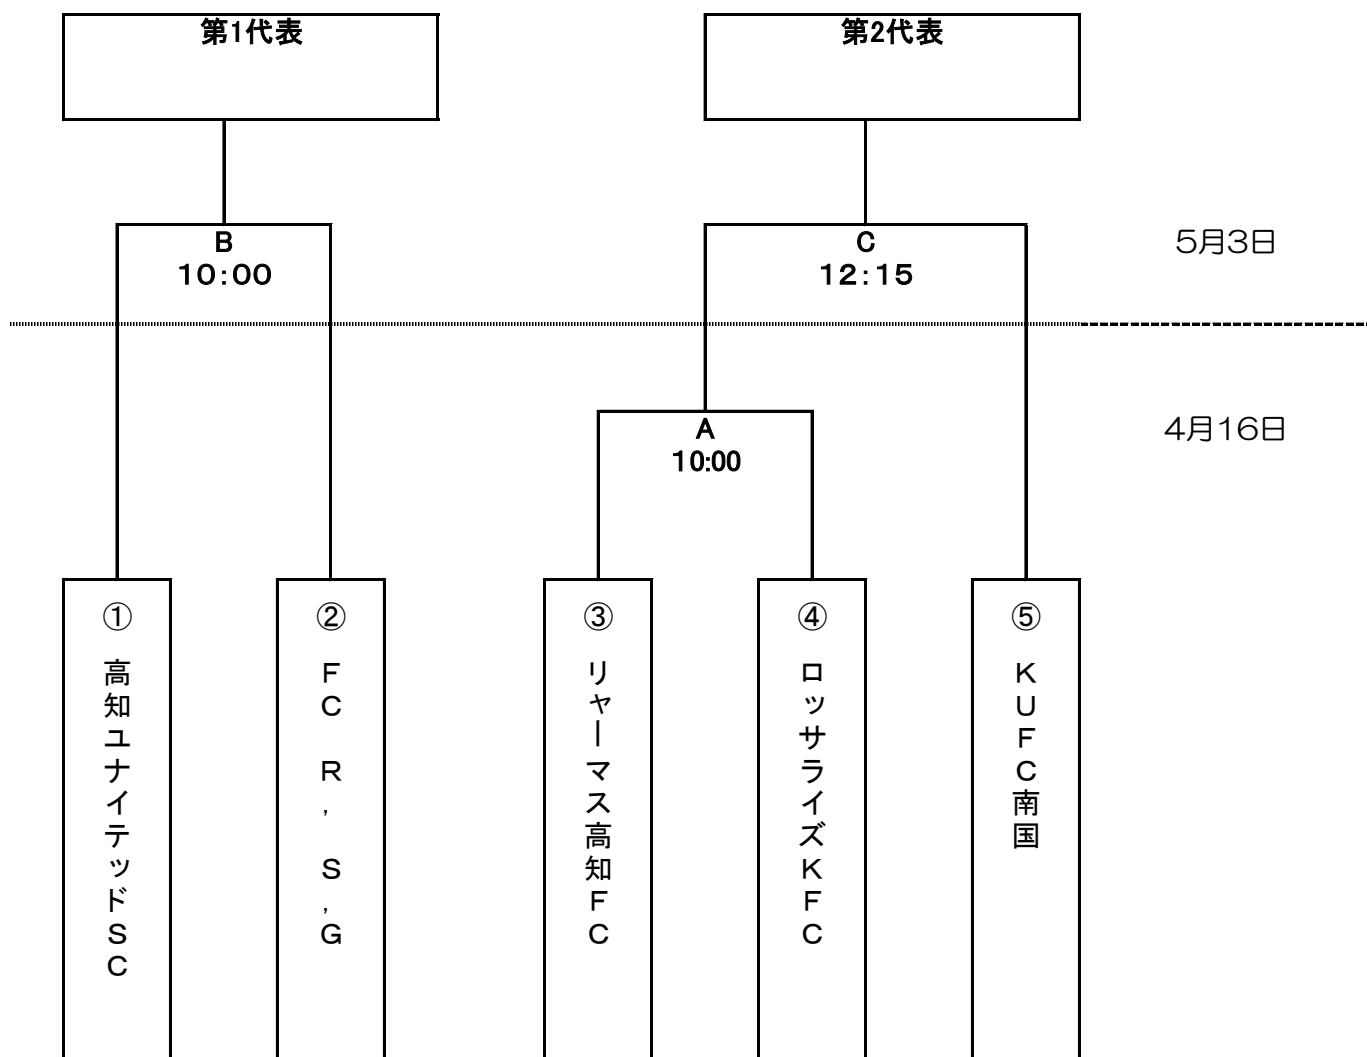 第1代表
第2代表
B
10:00
C
12:15
5月3日
A
10:00
4月16日
①高知ユナイテッドSC
②FC R, S,G
③リャーマス高知FC
④ロッサライズKFC
⑤KUFC南国